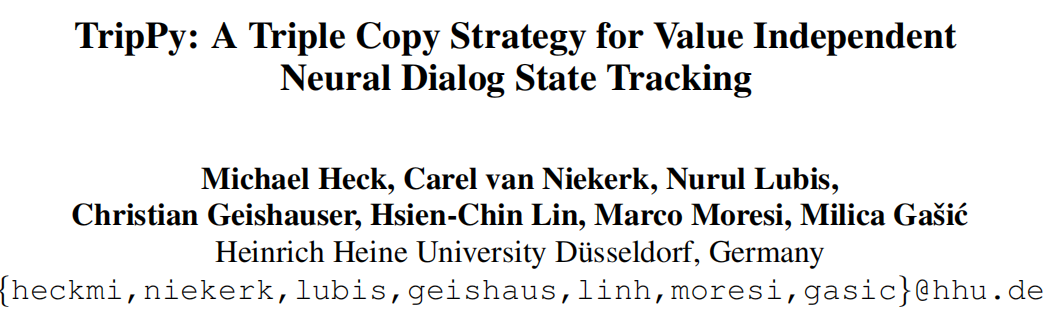 TripPy: A Triple Copy Strategy for Value Independent
Neural Dialog State Tracking
Michael Heck, Carel van Niekerk, Nurul Lubis,
Christian Geishauser, Hsien-Chin Lin, Marco Moresi, Milica Gašić
Heinrich Heine University Düsseldorf, Germany
{heckmi,niekerk,lubis,geishaus,linh,moresi,gasic}@hhu.de